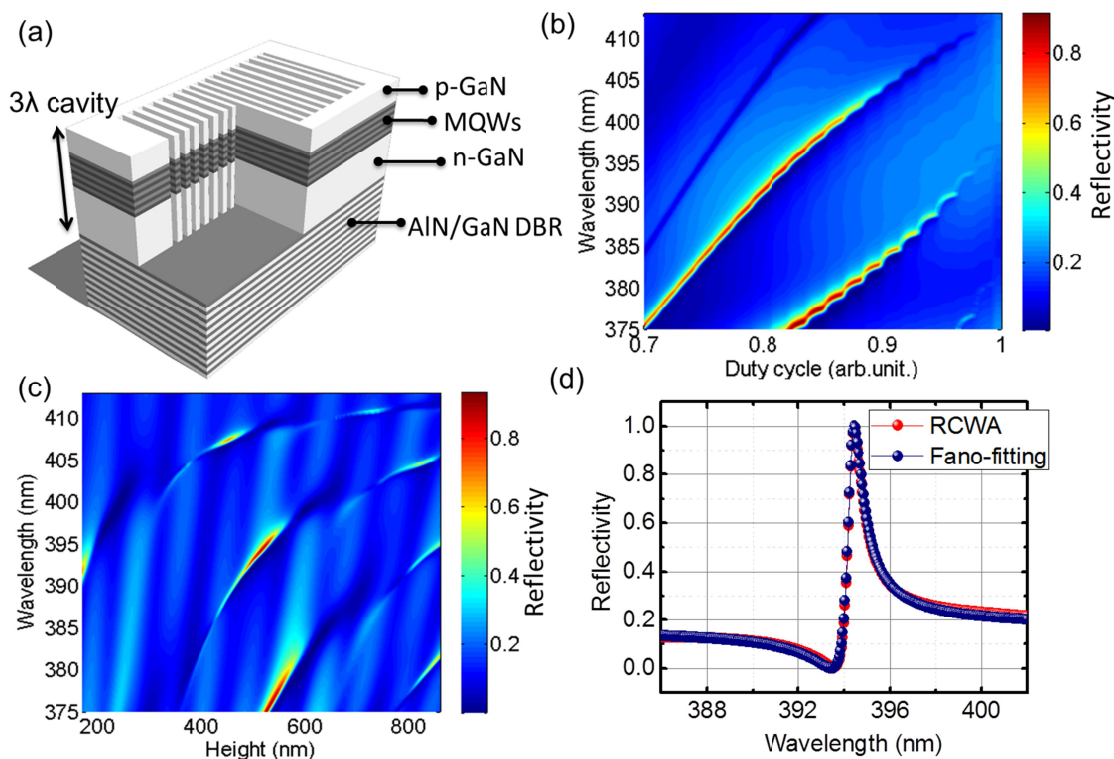 (a)
3λ cavity
p-GaN
MQWs
n-GaN
AlN/GaN DBR
(b)
Wavelength (nm)
410
405
400
395
390
385
380
375
0.7
0.8
0.9
1
Duty cycle (arb.unit.)
0.8
0.6
0.4
0.2
Reflectivity
(c)
Wavelength (nm)
410
405
400
395
390
385
380
375
200
400
600
800
Height (nm)
0.8
0.6
0.4
0.2
Reflectivity
(d)
Reflectivity
1.0
0.8
0.6
0.4
0.2
0.0
RCWA
Fano-fitting
388
392
396
400
Wavelength (nm)